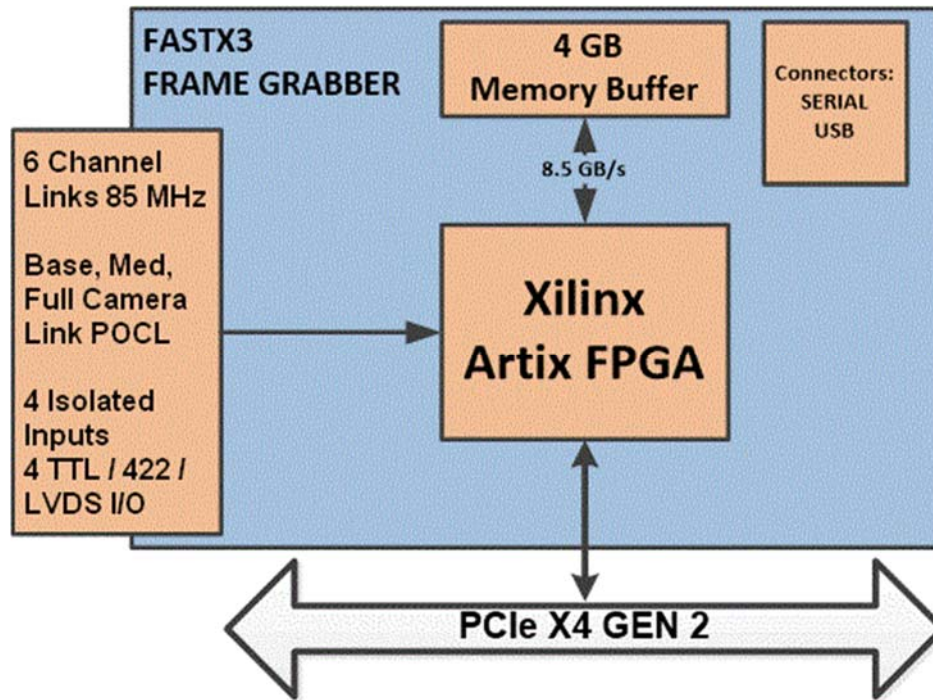 FASTX3
FRAME GRABBER
4 GB
Memory Buffer
Connectors:
SERIAL
USB
8.5 GB/s
6 Channel
Links 85 MHz
Base, Med,
Full Camera
Link POCL
4 Isolated
Inputs
4 TTL / 422 /
LVDS I/O
Xilinx
Artix FPGA
PCIe X4 GEN 2